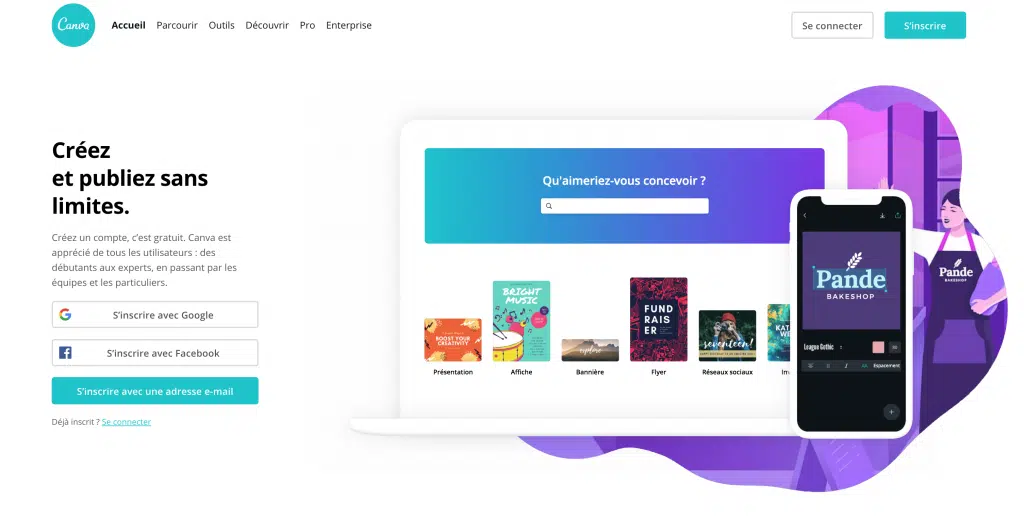 Canva
Accueil
Parcourir
Outils
Découvrir
Pro
Enterprise
Se connecter
S'inscrire
Créez
et publiez sans
limites.
Créez un compte, c'est gratuit. Canva est
apprécié de tous les utilisateurs : des
débutants aux experts, en passant par les
équipes et les particuliers.
S'inscrire avec Google
S'inscrire avec Facebook
S'inscrire avec une adresse e-mail
Déjà inscrit ? Se connecter
Qu'aimeriez-vous concevoir ?
BOOST YOUR
CREATIVITY
BRIGHT
MUSIC
explore
FUND
RAIS
ER
seventeen!
Présentation
Affiche
Bannière
Flyer
Réseaux sociaux
Pande
BAKESHOP
League Gothic
AA
Espacement
Pande
BAKESHOP